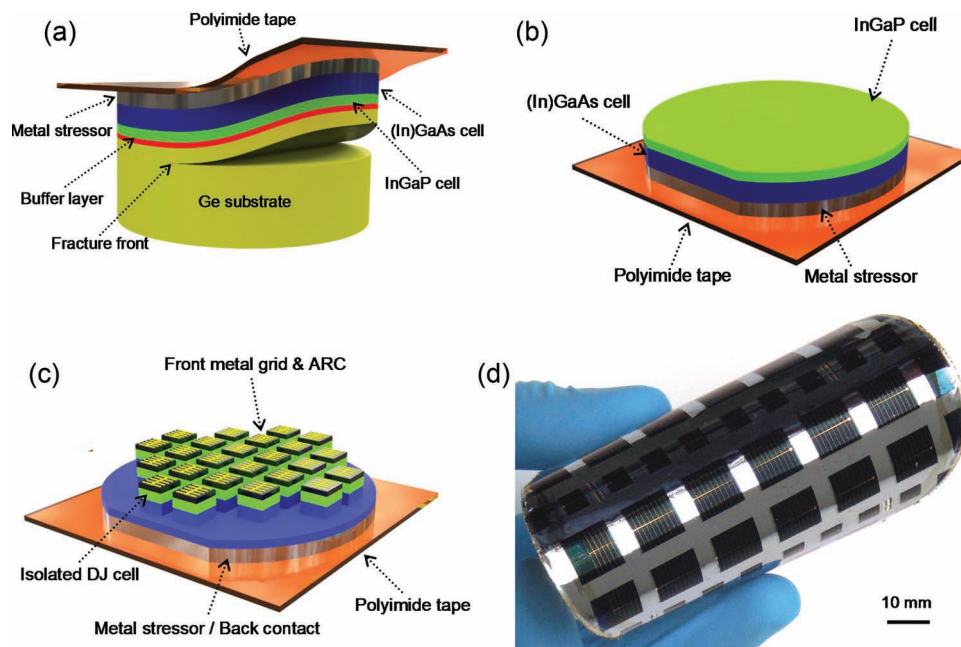 (a)
Polyimide tape
Metal stressor
(In)GaAs cell
Buffer layer
InGaP cell
Ge substrate
Fracture front
(b)
InGaP cell
(In)GaAs cell
Polyimide tape
Metal stressor
(c)
Front metal grid & ARC
Isolated DJ cell
Polyimide tape
Metal stressor / Back contact
(d)
10 mm